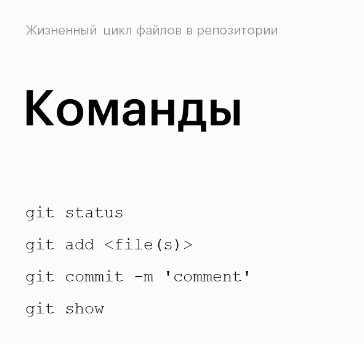 Жизненный цикл файлов в репозитории
Команды
git status
git add <file(s)>
git commit -m 'comment'
git show